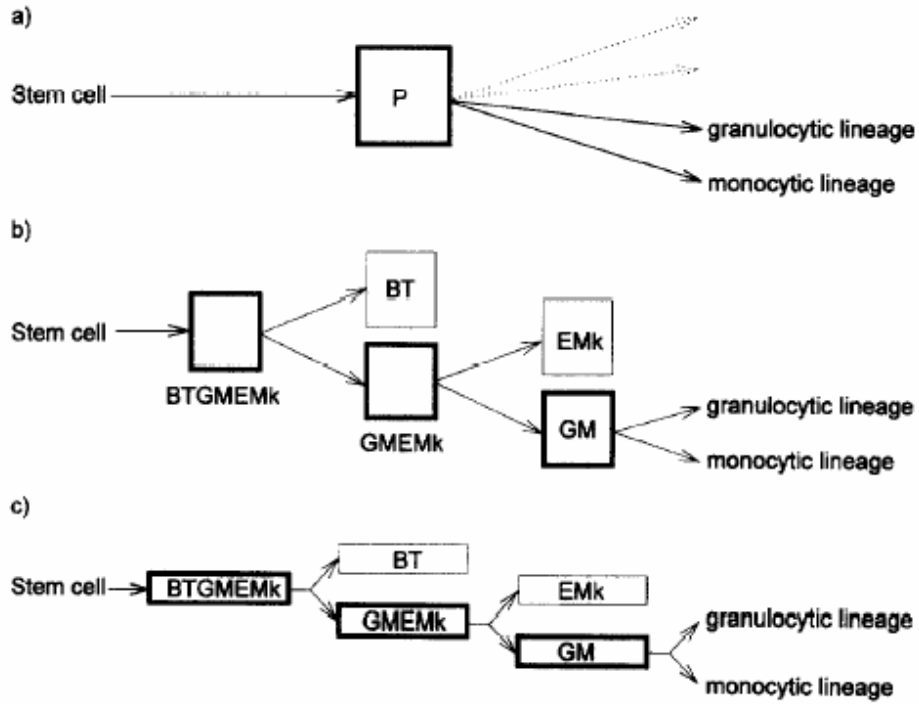 a)
Stem cell
P
granulocytic lineage
monocytic lineage
b)
BT
Stem cell
EMk
BTGMEMk
GMEMk
GM
granulocytic lineage
monocytic lineage
c)
BT
Stem cell
BTGMEMk
EMk
GMEMk
granulocytic lineage
GM
monocytic lineage